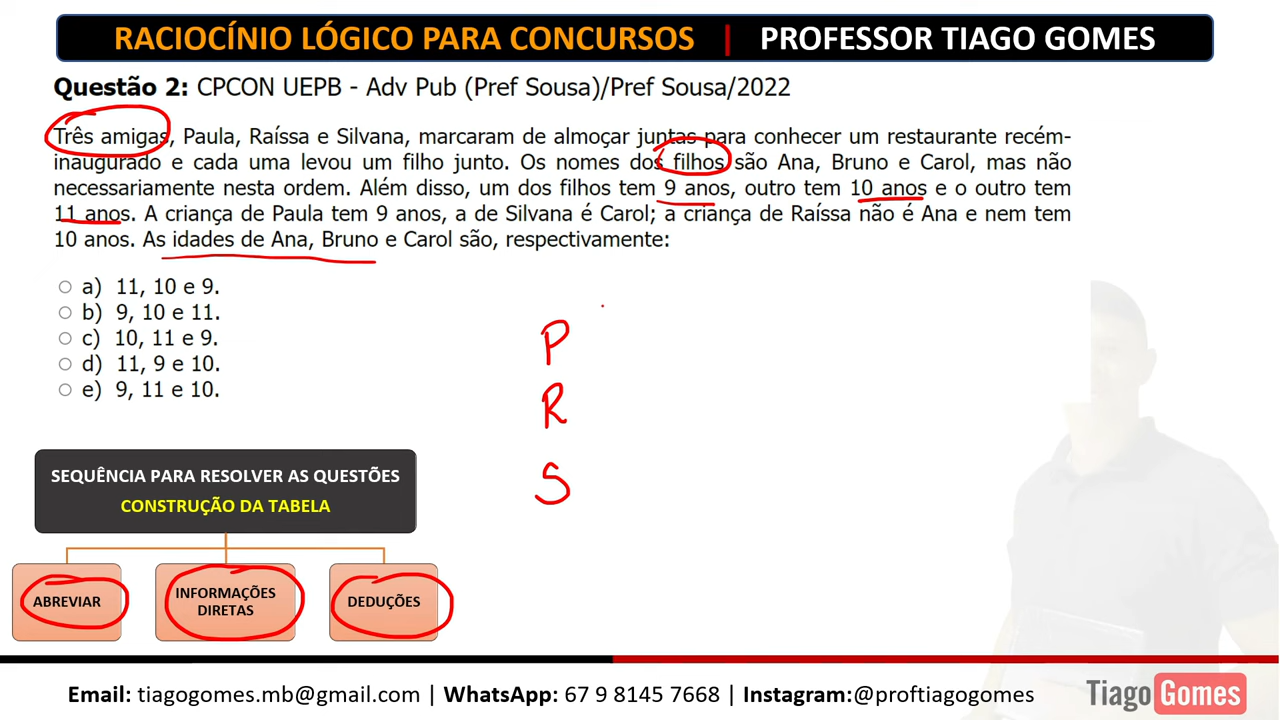 RACIOCÍNIO LÓGICO PARA CONCURSOS | PROFESSOR TIAGO GOMES
Questão 2: CPCON UEPB - Adv Pub (Pref Sousa)/Pref Sousa/2022
Três amigas, Paula, Raíssa e Silvana, marcaram de almoçar juntas para conhecer um restaurante recém-
inaugurado e cada uma levou um filho junto. Os nomes dos filhos são Ana, Bruno e Carol, mas não
necessariamente nesta ordem. Além disso, um dos filhos tem 9 anos, outro tem 10 anos e o outro tem
11 anos. A criança de Paula tem 9 anos, a de Silvana é Carol; a criança de Raíssa não é Ana e nem tem
10 anos. As idades de Ana, Bruno e Carol são, respectivamente:
a) 11, 10 e 9.
b) 9, 10 e 11.
c) 10, 11 e 9.
d) 11, 9 e 10.
e) 9, 11 e 10.
P
R
S
SEQUÊNCIA PARA RESOLVER AS QUESTÕES
CONSTRUÇÃO DA TABELA
ABREVIAR
INFORMAÇÕES
DIRETAS
DEDUÇÕES
Email: tiagogomes.mb@gmail.com | WhatsApp: 67 9 8145 7668 | Instagram:@proftiagogomes
Tiago Gomes